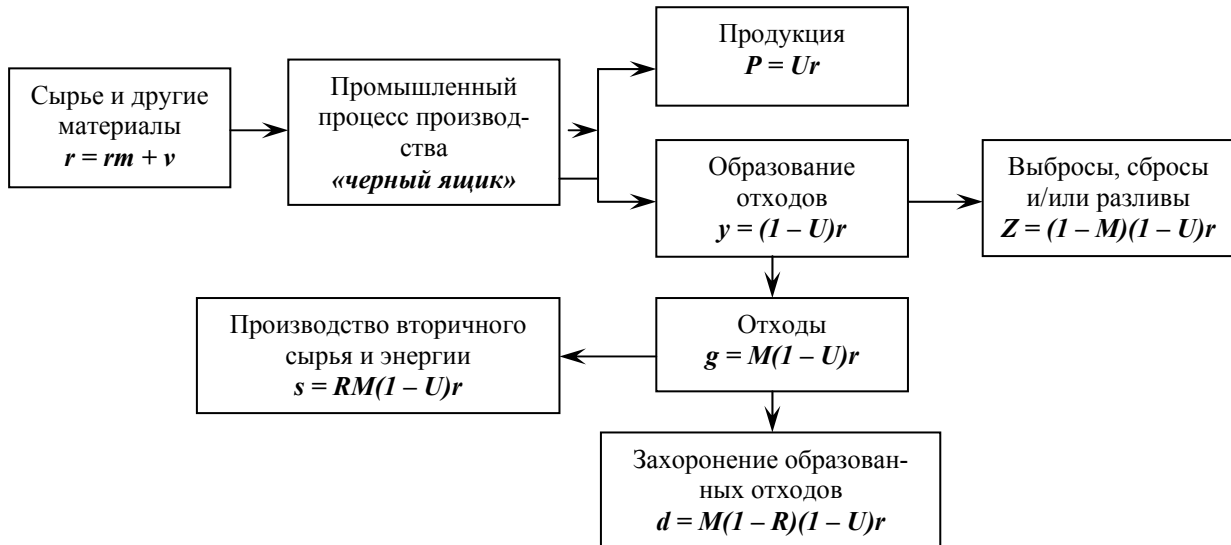 Продукция
P = Ur
Сырье и другие
материалы
r = rm + v
Промышленный
процесс производ-
ства
«черный ящик»
Образование
отходов
y = (1 – U)r
Выбросы, сбросы
и/или разливы
Z = (1 – M)(1 – U)r
Производство вторичного
сырья и энергии
s = RM(1 – U)r
Отходы
g = M(1 – U)r
Захоронение образован-
ных отходов
d = M(1 – R)(1 – U)r